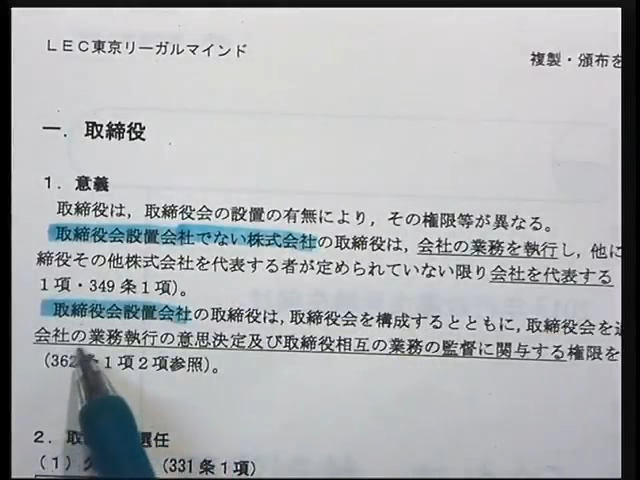 LEC東京リーガルマインド
複製・頒布を
一．取締役
1．意義
取締役は，取締役会の設置の有無により，その権限等が異なる。
取締役会設置会社でない株式会社の取締役は，会社の業務を執行し，他に
締役その他株式会社を代表する者が定められていない限り会社を代表する
1項・349条1項)。
取締役会設置会社の取締役は，取締役会を構成するとともに，取締役会を
会社の業務執行の意思決定及び取締役相互の業務の監督に関与する権限を
(362条1項2項参照)。
2．取 選任
(1) (331条1項)